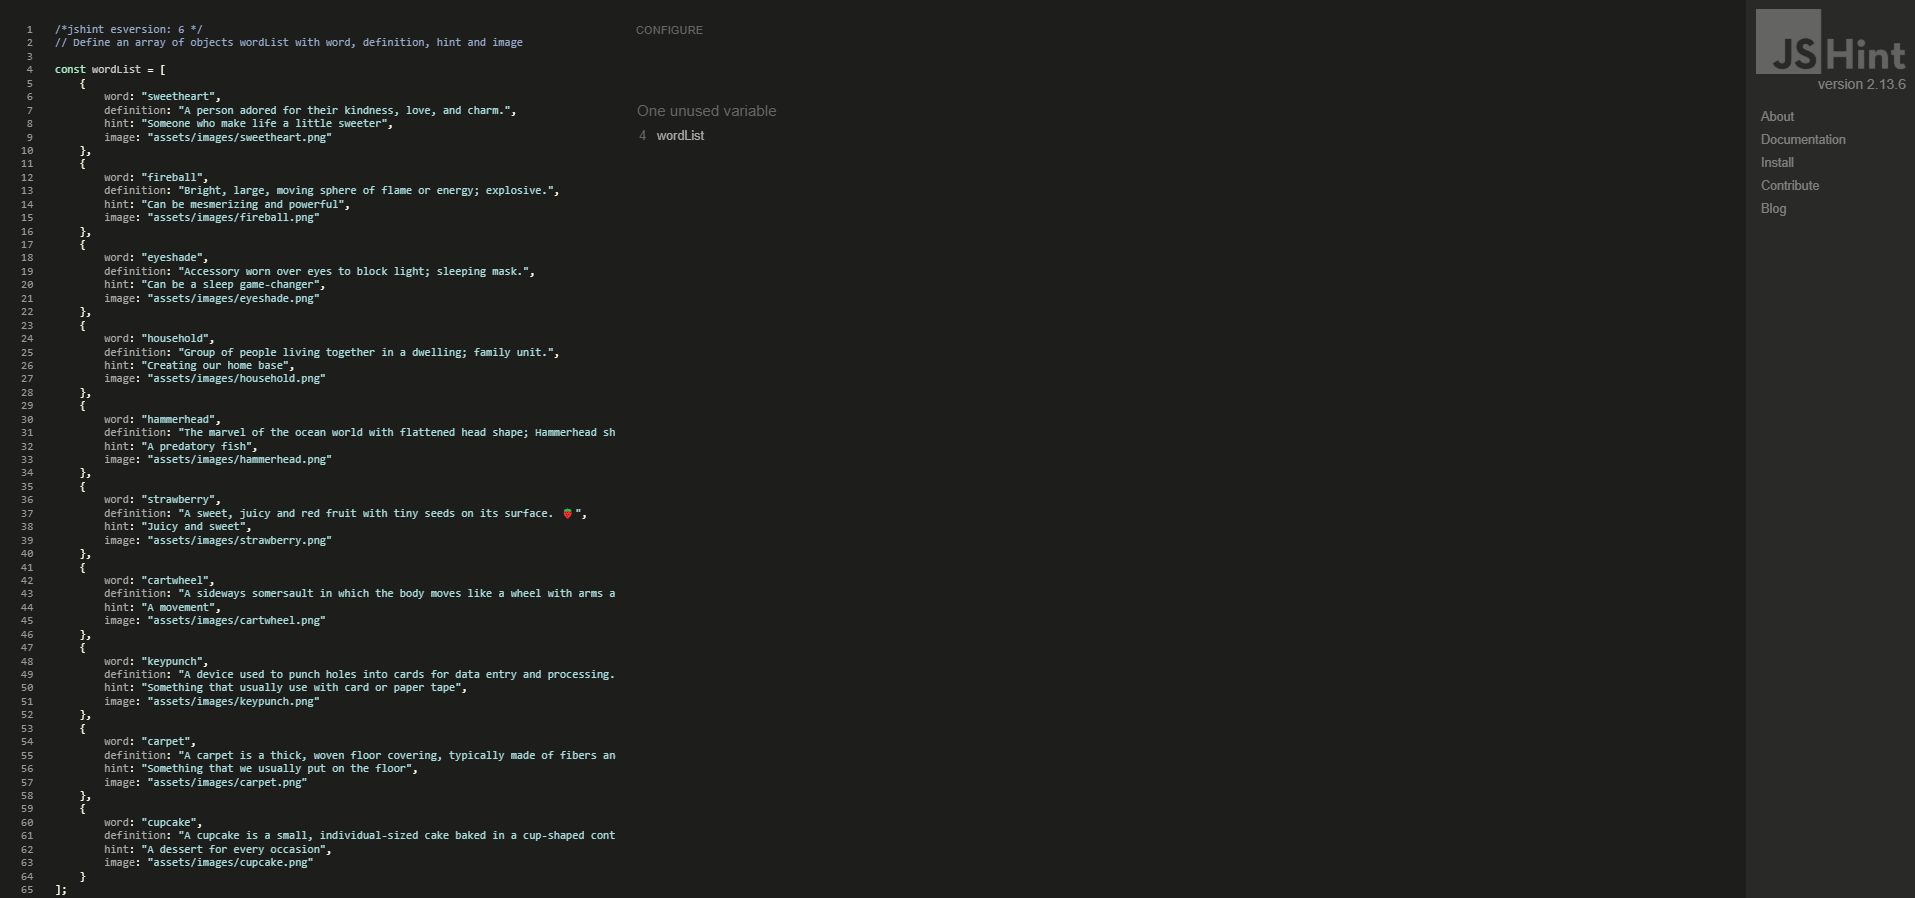 1 /*jshint esversion: 6 */
2 // Define an array of objects wordList with word, definition, hint and image
3
4 const wordList = [
5 {
6 word: "sweetheart",
7 definition: "A person adored for their kindness, love, and charm.",
8 hint: "Someone who make life a little sweeter",
9 image: "assets/images/sweetheart.png"
10 },
11 {
12 word: "fireball",
13 definition: "Bright, large, moving sphere of flame or energy; explosive.",
14 hint: "Can be mesmerizing and powerful",
15 image: "assets/images/fireball.png"
16 },
17 {
18 word: "eyeshade",
19 definition: "Accessory worn over eyes to block light; sleeping mask.",
20 hint: "Can be a sleep game-changer",
21 image: "assets/images/eyeshade.png"
22 },
23 {
24 word: "household",
25 definition: "Group of people living together in a dwelling; family unit.",
26 hint: "Creating our home base",
27 image: "assets/images/household.png"
28 },
29 {
30 word: "hammerhead",
31 definition: "The marvel of the ocean world with flattened head shape; Hammerhead sh
32 hint: "A predatory fish",
33 image: "assets/images/hammerhead.png"
34 },
35 {
36 word: "strawberry",
37 definition: "A sweet, juicy and red fruit with tiny seeds on its surface. 🍓",
38 hint: "Juicy and sweet",
39 image: "assets/images/strawberry.png"
40 },
41 {
42 word: "cartwheel",
43 definition: "A sideways somersault in which the body moves like a wheel with arms a
44 hint: "A movement",
45 image: "assets/images/cartwheel.png"
46 },
47 {
48 word: "keypunch",
49 definition: "A device used to punch holes into cards for data entry and processing.
50 hint: "Something that usually use with card or paper tape",
51 image: "assets/images/keypunch.png"
52 },
53 {
54 word: "carpet",
55 definition: "A carpet is a thick, woven floor covering, typically made of fibers an
56 hint: "Something that we usually put on the floor",
57 image: "assets/images/carpet.png"
58 },
59 {
60 word: "cupcake",
61 definition: "A cupcake is a small, individual-sized cake baked in a cup-shaped cont
62 hint: "A dessert for every occasion",
63 image: "assets/images/cupcake.png"
64 }
65 ];
CONFIGURE
One unused variable
4 wordList
JSHint
version 2.13.6
About
Documentation
Install
Contribute
Blog